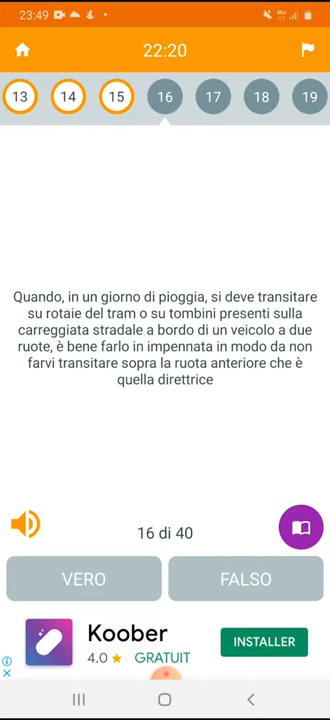 23:49
4G+
22:20
13 14 15 16 17 18 19
Quando, in un giorno di pioggia, si deve transitare
su rotaie del tram o su tombini presenti sulla
carreggiata stradale a bordo di un veicolo a due
ruote, è bene farlo in impennata in modo da non
farvi transitare sopra la ruota anteriore che è
quella direttrice
16 di 40
VERO FALSO
Koober
4.0 ★ GRATUIT
INSTALLER